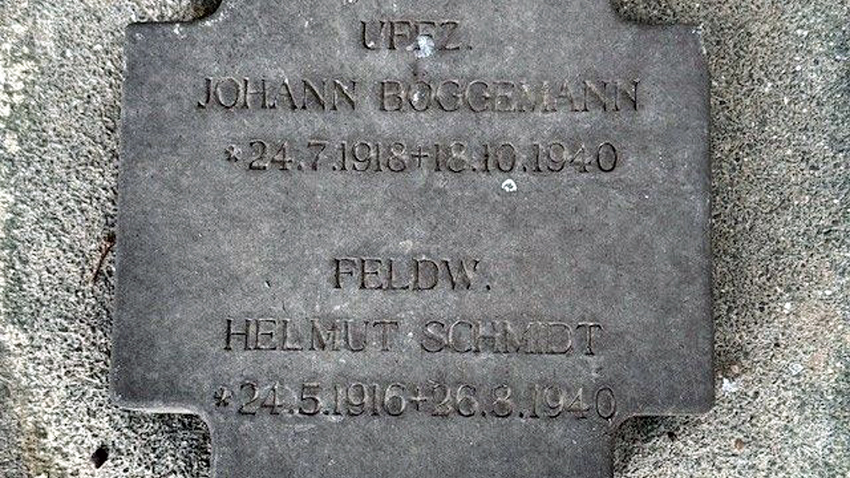 UFFZ.
JOHANN BÖGGEMANN
*24.7.1918+18.10.1940
FELDW.
HELMUT SCHMIDT
*24.5.1916+26.8.1940